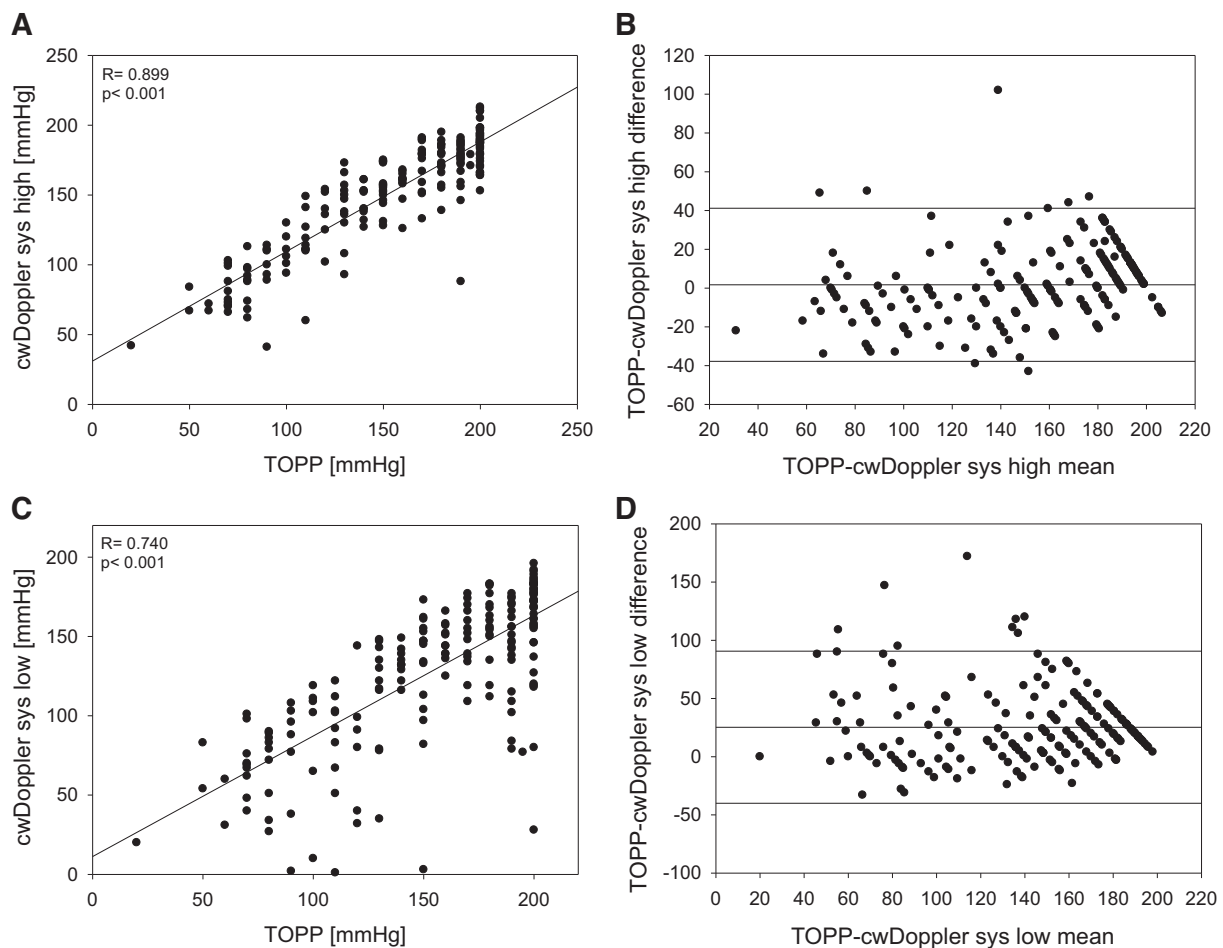 A
R= 0.899
p< 0.001
cwDoppler sys high [mmHg]
250
200
150
100
50
0
0 50 100 150 200 250
TOPP [mmHg]
B
TOPP-cwDoppler sys high difference
120
100
80
60
40
20
0
-20
-40
-60
20 40 60 80 100 120 140 160 180 200 220
TOPP-cwDoppler sys high mean
C
R= 0.740
p< 0.001
cwDoppler sys low [mmHg]
200
150
100
50
0
0 50 100 150 200
TOPP [mmHg]
D
TOPP-cwDoppler sys low difference
200
150
100
50
0
-50
-100
0 20 40 60 80 100 120 140 160 180 200 220
TOPP-cwDoppler sys low mean